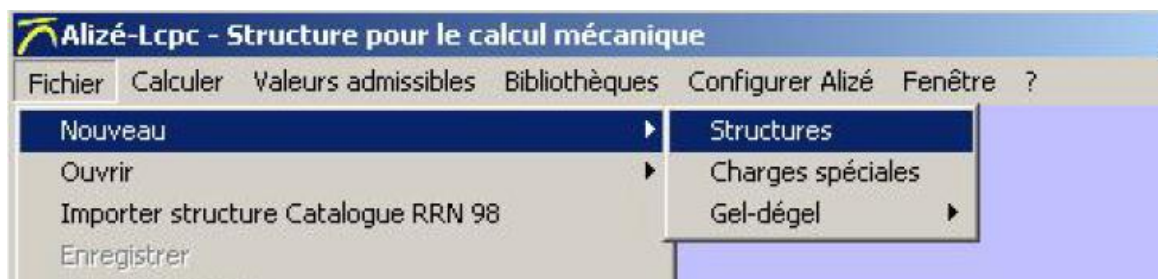 Alizé-Lcpc - Structure pour le calcul mécanique
Fichier Calculer Valeurs admissibles Bibliothèques Configurer Alizé Fenêtre ?
Nouveau Structures
Ouvrir Charges spéciales
Importer structure Catalogue RRN 98 Gel-dégel
Enregistrer